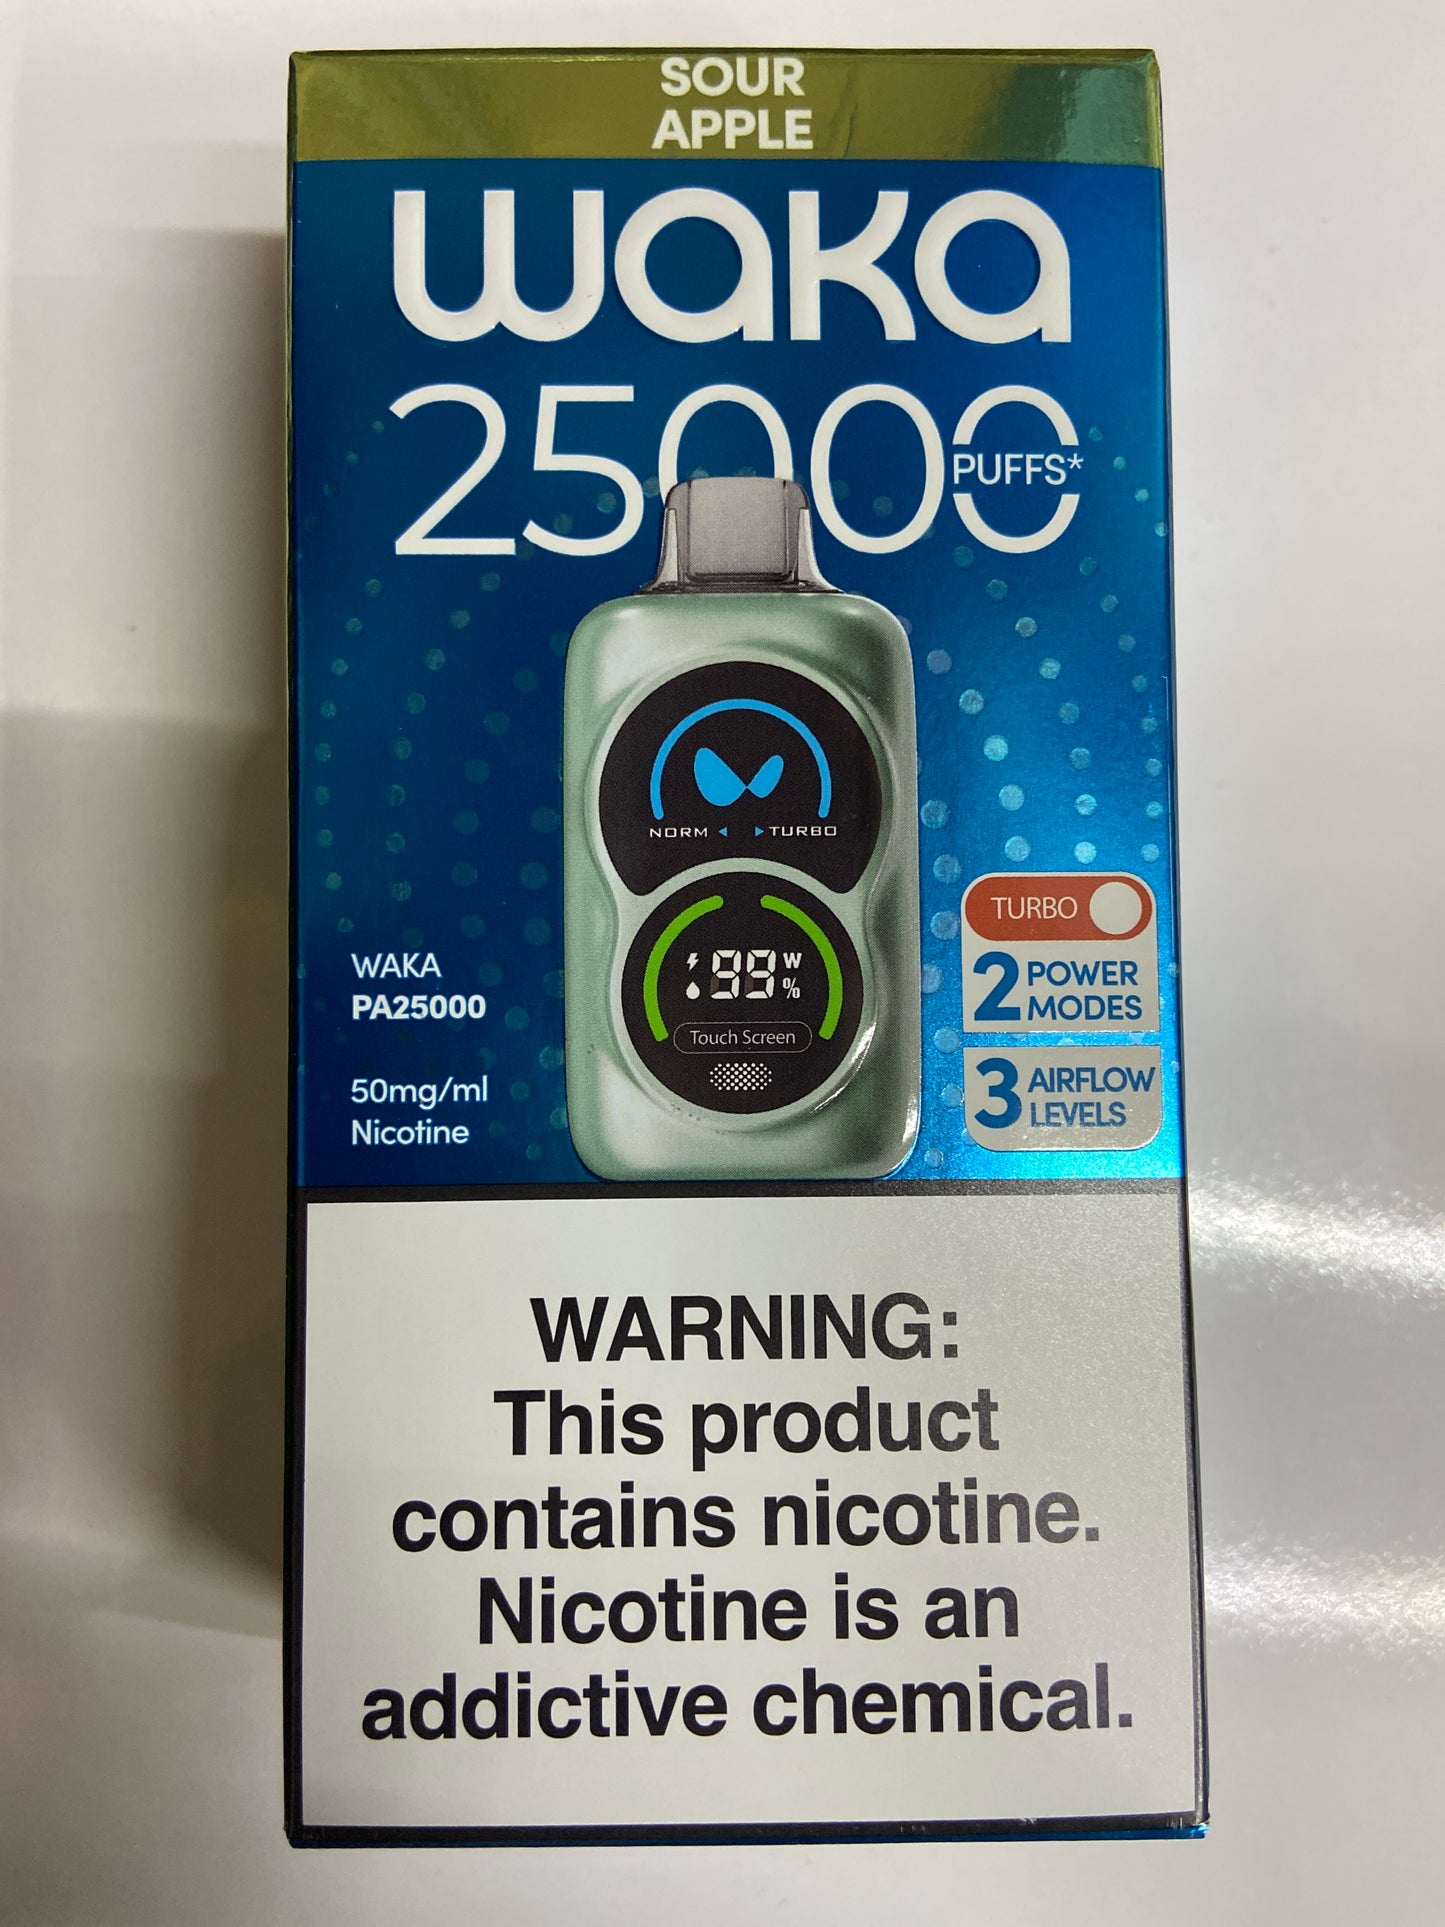 SOUR
APPLE
waka
25000
PUFFS*
NORM TURBO
99 W
%
Touch Screen
WAKA
PA25000
50mg/ml
Nicotine
TURBO
2 POWER
MODES
3 AIRFLOW
LEVELS
WARNING:
This product
contains nicotine.
Nicotine is an
addictive chemical.